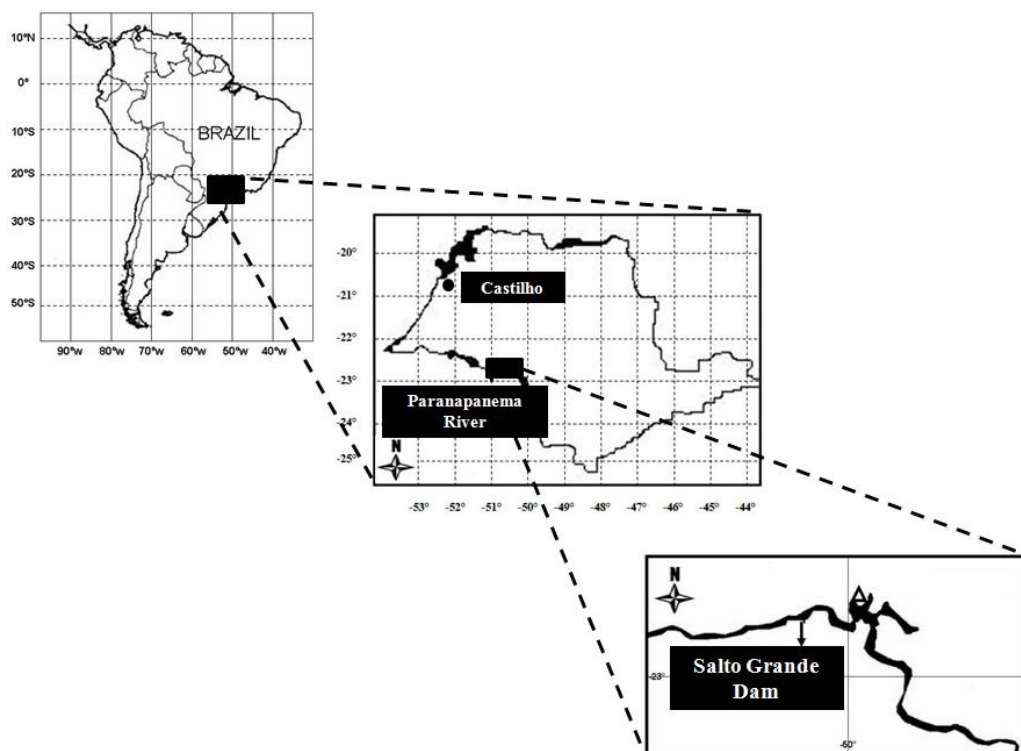 10°N
0°
BRAZIL
10°S
20°S
30°S
40°S
50°S
90°W 80°W 70°W 60°W 50°W 40°W
-20°
Castilho
-21°
-22°
-23°
Paranapanema
River
-24°
N
-25°
-53° -52° -51° -50° -49° -48° -47° -46° -45° -44°
N
Salto Grande
Dam
-23°
-50°